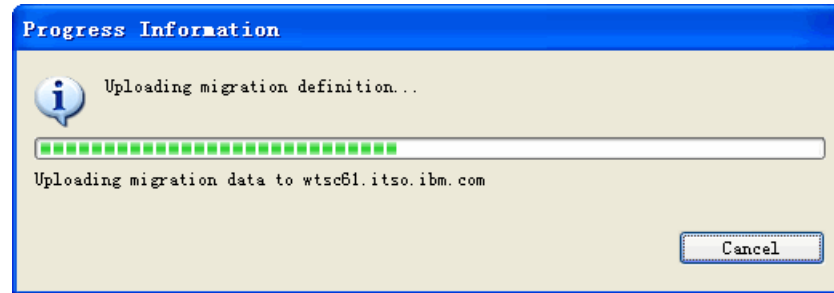 Progress Information
Uploading migration definition...
Uploading migration data to wtsc61.itso.ibm.com
Cancel